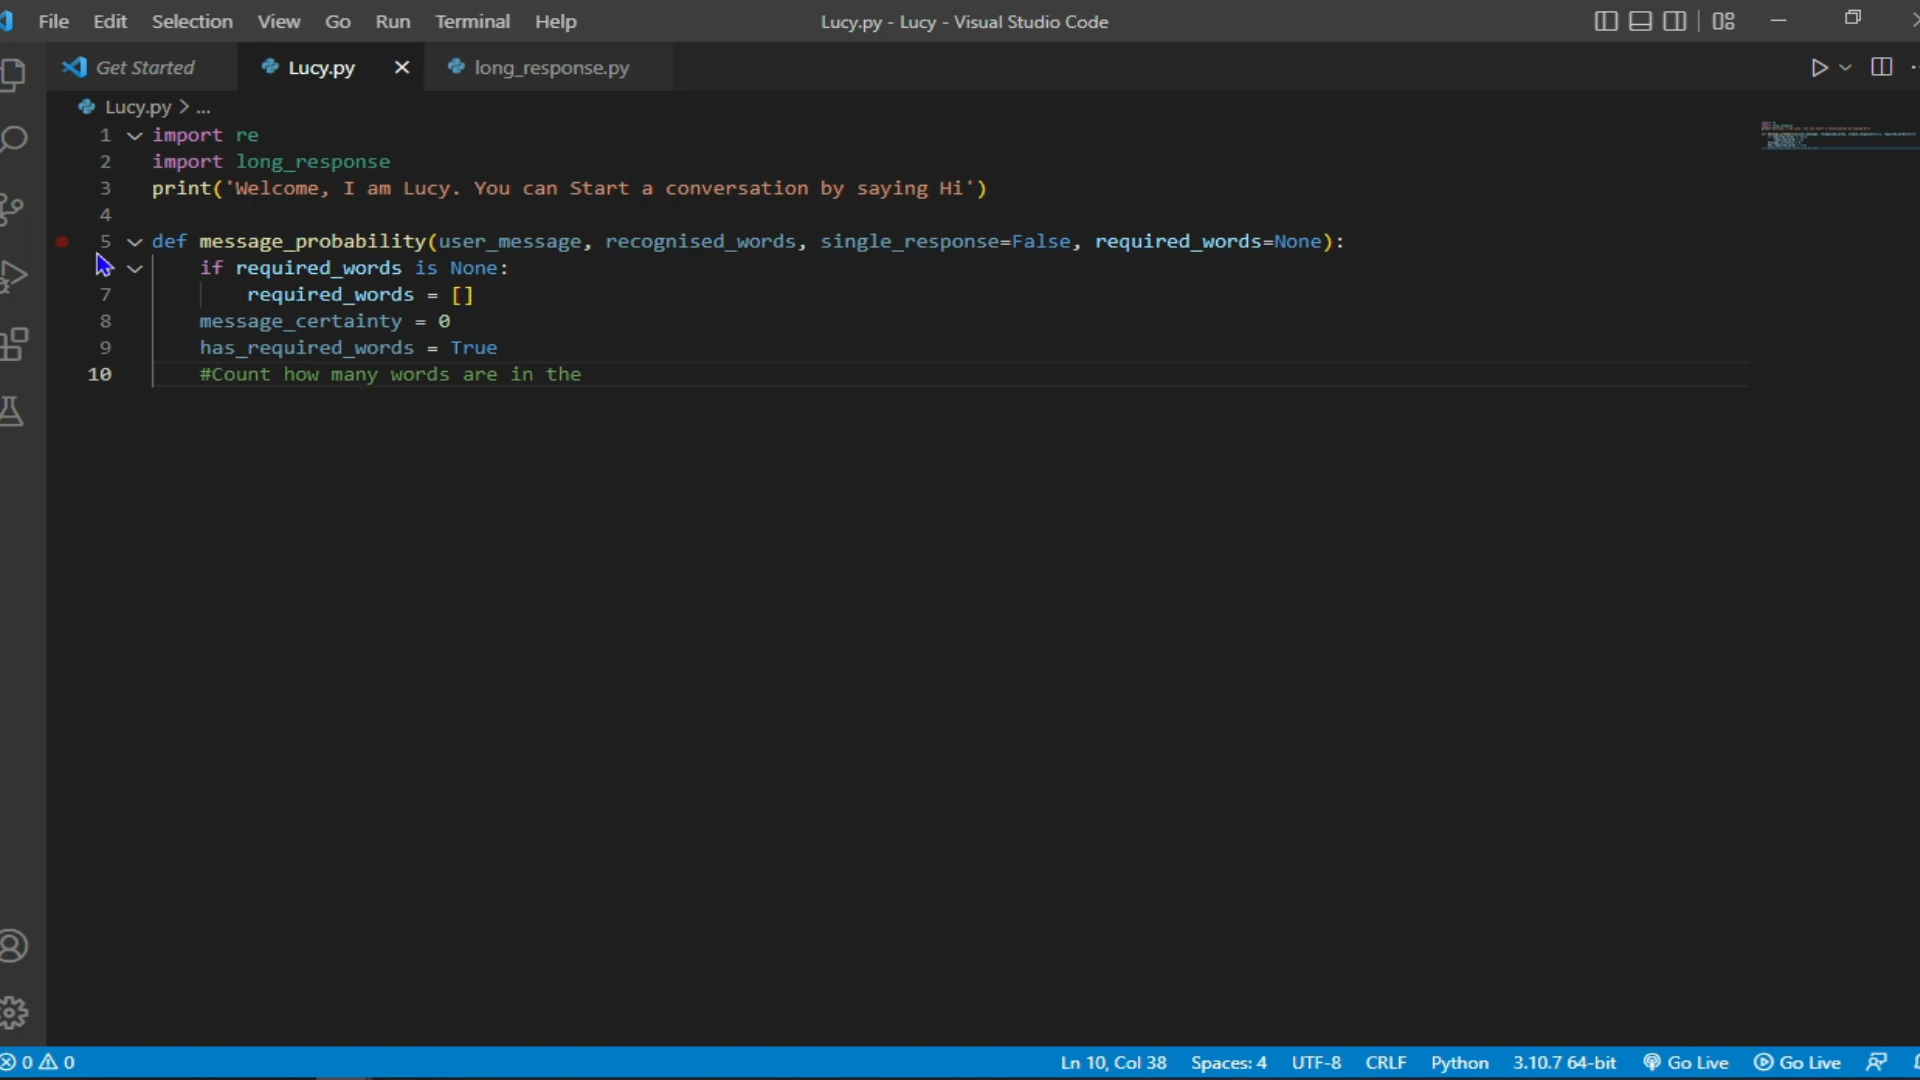 File Edit Selection View Go Run Terminal Help Lucy.py - Lucy - Visual Studio Code
Get Started Lucy.py long_response.py
Lucy.py > ...
1 import re
2 import long_response
3 print('Welcome, I am Lucy. You can Start a conversation by saying Hi')
4
5 def message_probability(user_message, recognised_words, single_response=False, required_words=None):
if required_words is None:
7 required_words = []
8 message_certainty = 0
9 has_required_words = True
10 #Count how many words are in the
0 0 Ln 10, Col 38 Spaces: 4 UTF-8 CRLF Python 3.10.7 64-bit Go Live Go Live